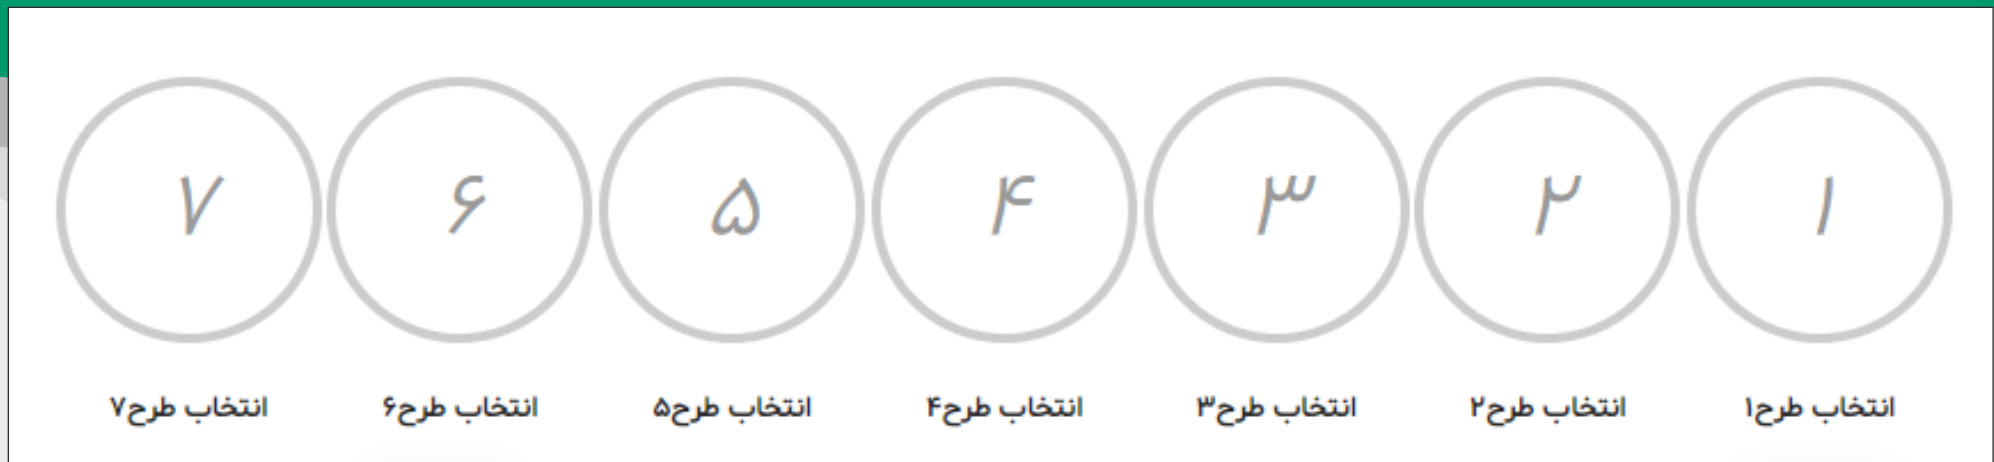 ۱ ۲ ۳ ۴ ۵ ۶ ۷
انتخاب طرح۱ انتخاب طرح۲ انتخاب طرح۳ انتخاب طرح۴ انتخاب طرح۵ انتخاب طرح۶ انتخاب طرح۷